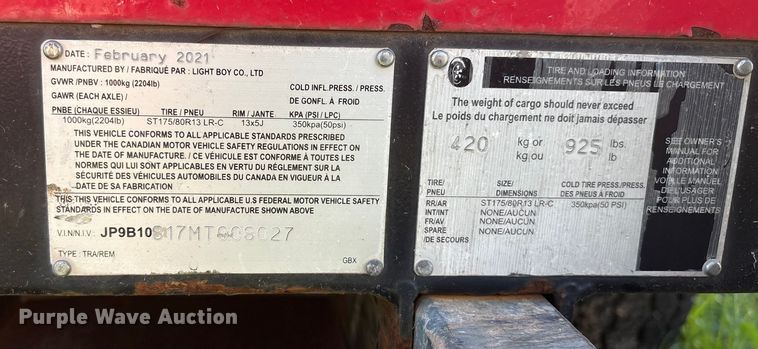 DATE: February 2021
MANUFACTURED BY / FABRIQUÉ PAR : LIGHT BOY CO., LTD
GVWR /PNBV : 1000kg (2204lb)
COLD INFL.PRESS. / PRESS.
GAWR (EACH AXLE) /
DE GONFL. À FROID
PNBE (CHAQUE ESSIEU) TIRE / PNEU RIM / JANTE KPA (PSI / LPC)
1000kg(2204lb) ST175/80R13 LR-C 13x5J 350kpa(50psi)
THIS VEHICLE CONFORMS TO ALL APPLICABLE STANDARDS PRESCRIBED
UNDER THE CANADIAN MOTOR VEHICLE SAFETY REGULATIONS IN EFFECT ON
THE DATE OF MANUFACTURE. / CE VÉHICULE EST CONFORME À TOUTES LES
NORMES QUI LUI SONT APPLICABLES EN VERTU DU RÉGLEMENT SUR LA
SÉCURITÉ DES VÉHICULES AUTOMOBILES DU CANADA EN VIGUEUR À LA
DATE DE SA FABRICATION
THIS VEHICLE CONFORMS TO ALL APPLICABLE U.S FEDERAL MOTOR VEHICLE SAFETY
STANDARDS IN EFFECT ON THE DATE OF MANUFACTURE SHOWN ABOVE
V.I.N/N.I.V :
TYPE : TRA/REM
GBX
TIRE AND LOADING INFORMATION
RENSEIGNEMENTS SUR LES PNEUS LE CHARGEMENT
The weight of cargo should never exceed
Le poids du chargement ne doit jamais dépasser
420 kg or 925 lbs.
kg ou lb
TIRE/ SIZE/ COLD TIRE PRESS/PRESS.
PNEU DIMENSIONS DES PNEUS À FROID
RR/AR ST175/80R13 LR-C 350kpa(50 PSI)
INT/INT NONE/AUCUN
FR/AV NONE/AUCUN
SPARE NONE/AUCUN
/DE SECOURS
SEE OWNER'S
MANUAL FOR
ADDITIONAL
INFORMATION
VOIR LE MANUEL
DE L'USAGER
POUR PLUS DE
RENSEIGNEMENTS
Purple Wave Auction